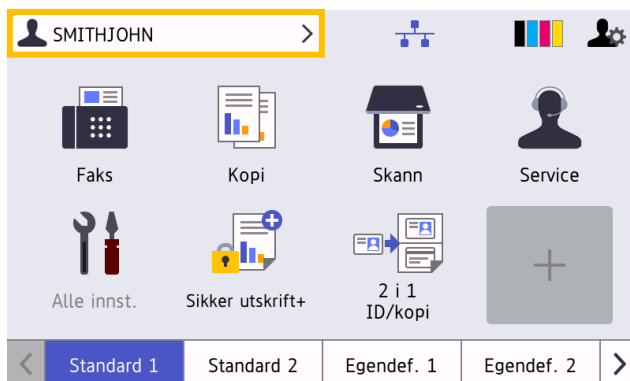 SMITHJOHN
Faks
Kopi
Skann
Service
Alle innst.
Sikker utskrift+
2 i 1
ID/kopi
Standard 1
Standard 2
Egendef. 1
Egendef. 2